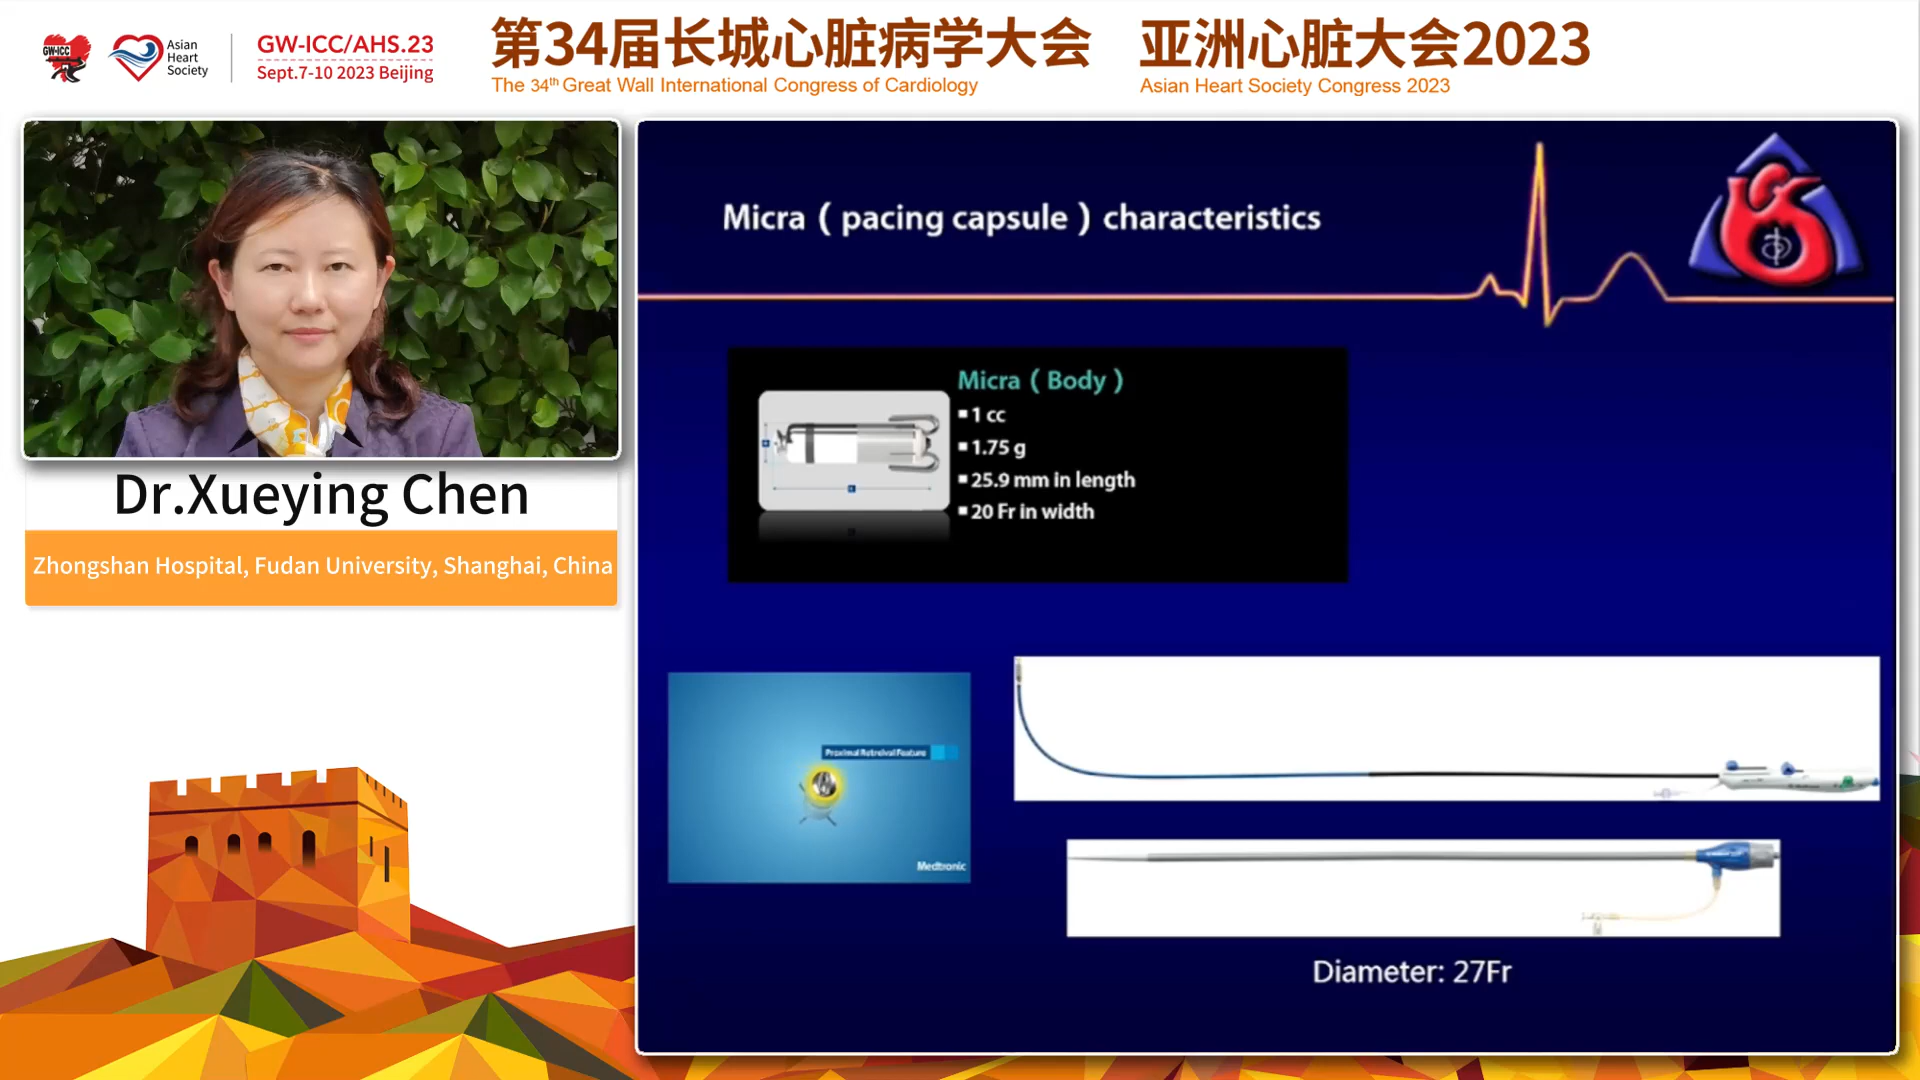 GW-ICC
Asian
Heart
Society
GW-ICC/AHS.23
Sept.7-10 2023 Beijing
第34届长城心脏病学大会
The 34th Great Wall International Congress of Cardiology
亚洲心脏大会2023
Asian Heart Society Congress 2023
Dr.Xueying Chen
Zhongshan Hospital, Fudan University, Shanghai, China
Micra ( pacing capsule ) characteristics
Micra ( Body )
▪1 cc
▪1.75 g
▪25.9 mm in length
▪20 Fr in width
Proximal Retreival Feature
Medtronic
Diameter: 27Fr